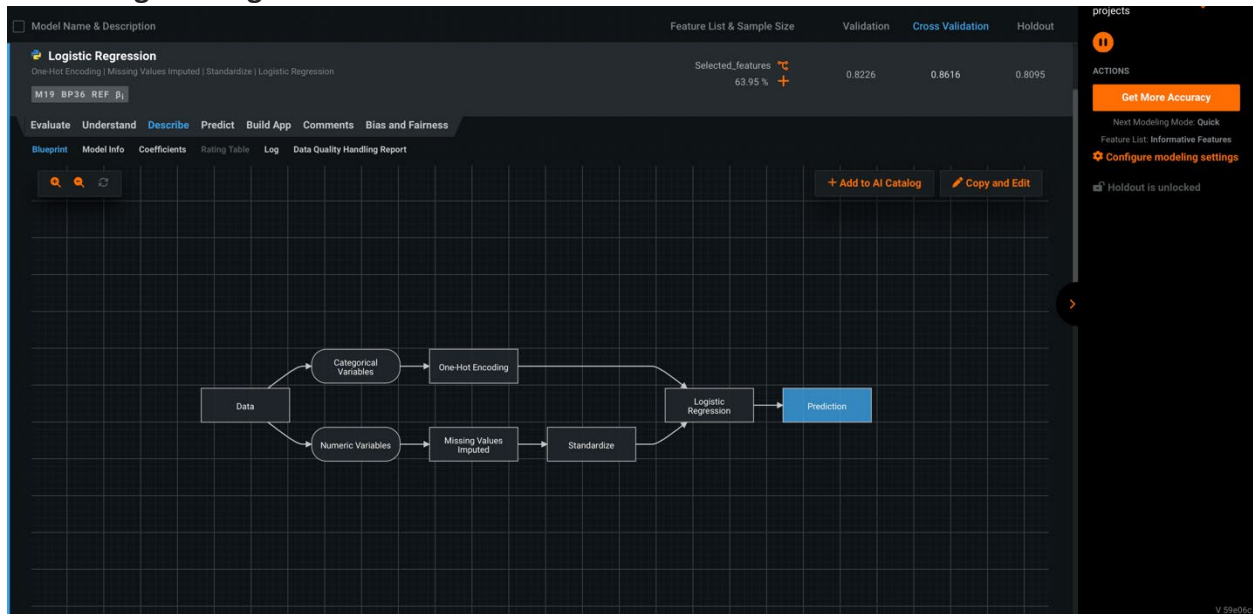 Model Name & Description Feature List & Sample Size Validation Cross Validation Holdout
projects
Logistic Regression
One-Hot Encoding | Missing Values Imputed | Standardize | Logistic Regression
Selected_features
63.95 %
0.8226 0.8616 0.8095
M19 BP36 REF βi
ACTIONS
Get More Accuracy
Next Modeling Mode: Quick
Feature List: Informative Features
Configure modeling settings
Holdout is unlocked
Evaluate Understand Describe Predict Build App Comments Bias and Fairness
Blueprint Model Info Coefficients Rating Table Log Data Quality Handling Report
+ Add to AI Catalog
Copy and Edit
Data
Categorical
Variables
One-Hot Encoding
Numeric Variables
Missing Values
Imputed
Standardize
Logistic
Regression
Prediction
V 59e06c